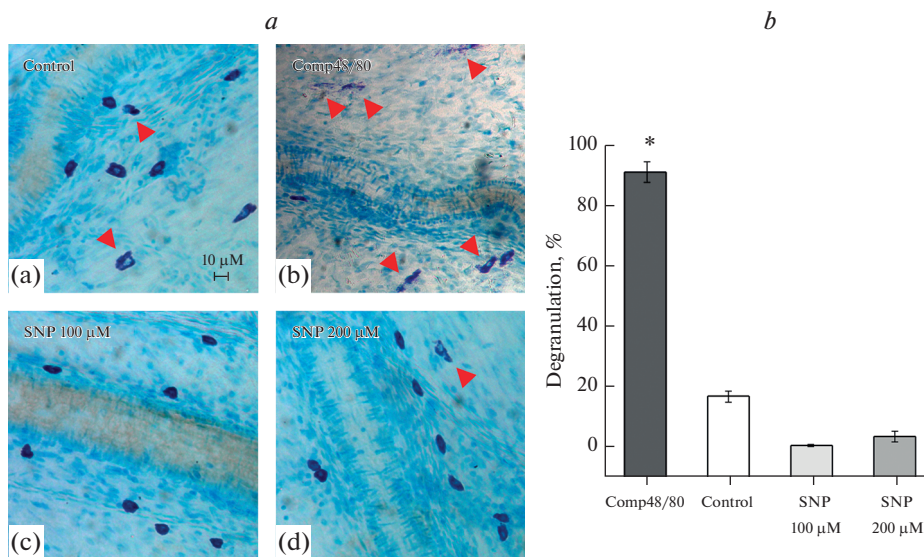 a
b
Control
10 µM
(a)
Comp48/80
(b)
SNP 100 µM
(c)
SNP 200 µM
(d)
Degranulation, %
100
80
60
40
20
0
*
Comp48/80
Control
SNP
100 µM
SNP
200 µM